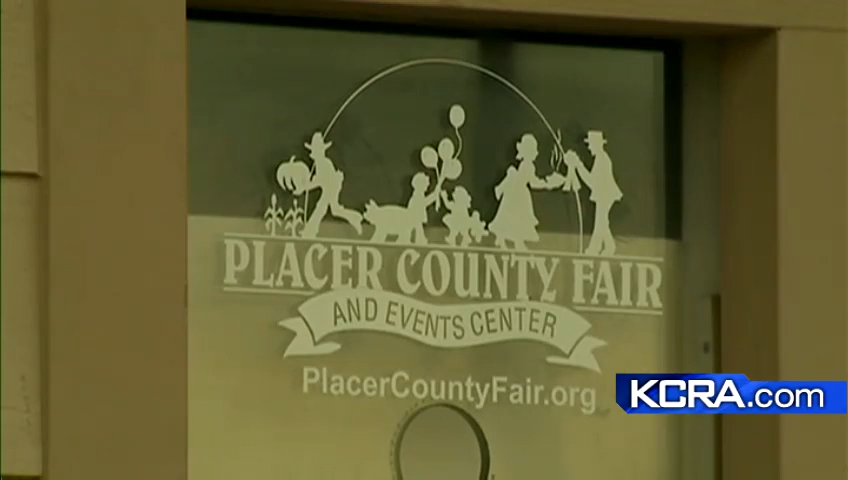 PLACER COUNTY FAIR
AND EVENTS CENTER
PlacerCountyFair.org
KCRA.com